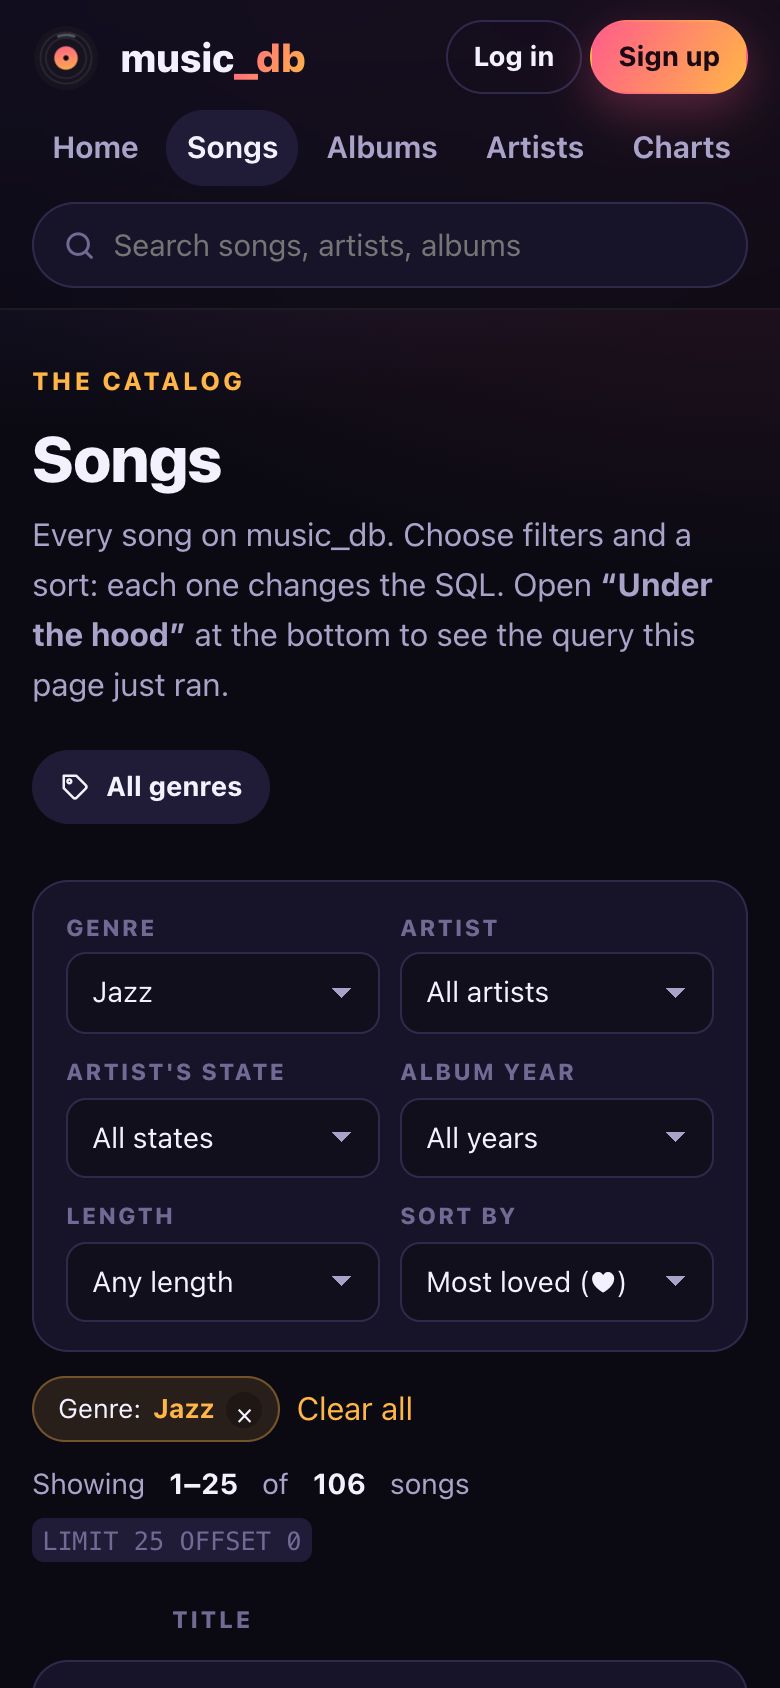 music_db
Log in
Sign up
Home
Songs
Albums
Artists
Charts
Search songs, artists, albums
THE CATALOG
Songs
Every song on music_db. Choose filters and a
sort: each one changes the SQL. Open “Under
the hood” at the bottom to see the query this
page just ran.
All genres
GENRE
Jazz
ARTIST
All artists
ARTIST'S STATE
All states
ALBUM YEAR
All years
LENGTH
Any length
SORT BY
Most loved (♥)
Genre: Jazz ×
Clear all
Showing 1–25 of 106 songs
LIMIT 25 OFFSET 0
TITLE